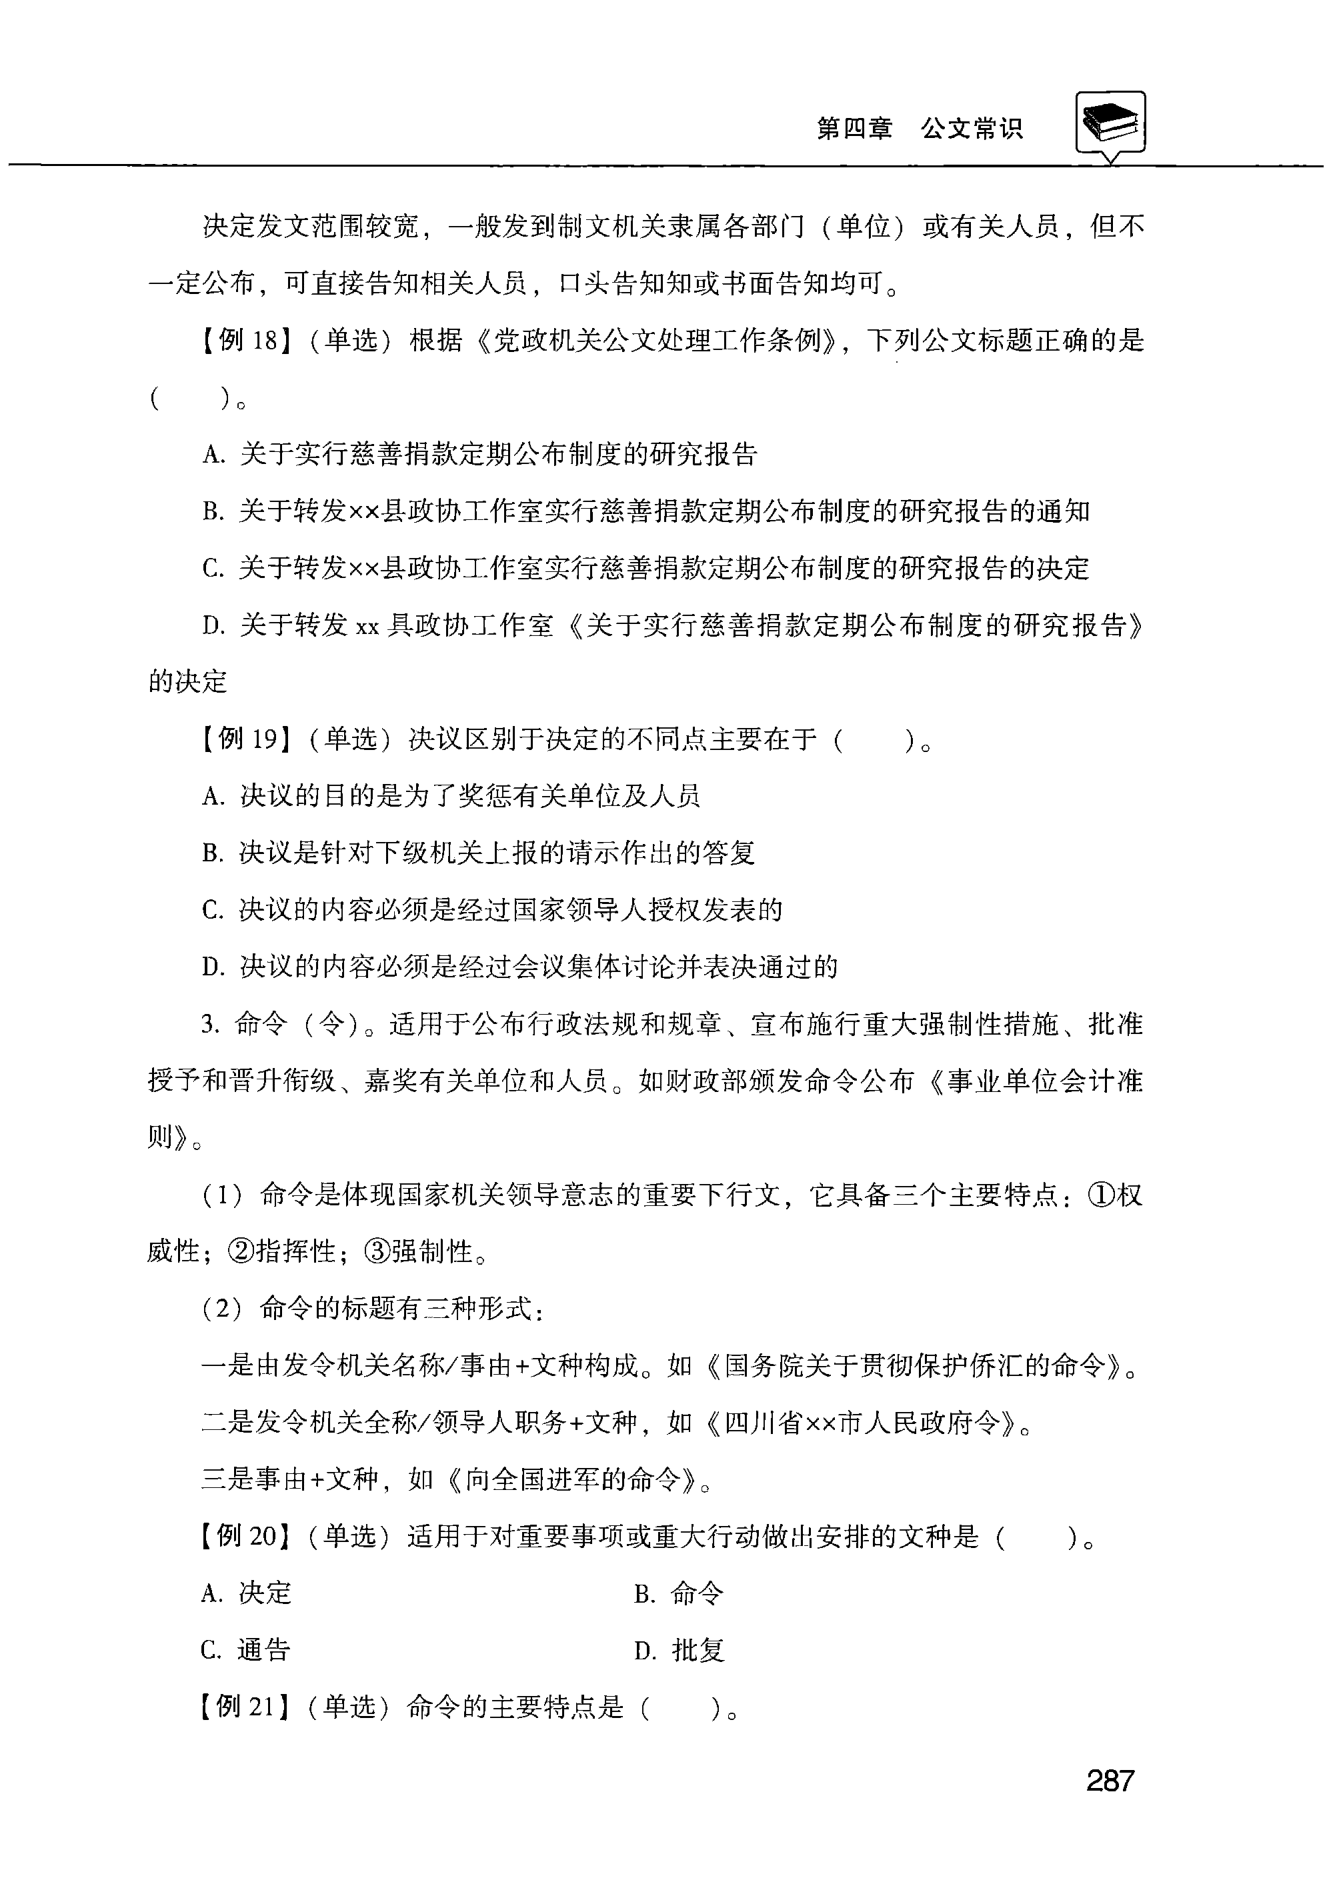 第四章　公文常识
决定发文范围较宽，一般发到制文机关隶属各部门（单位）或有关人员，但不
一定公布，可直接告知相关人员，口头告知知或书面告知均可。
【例 18】（单选）根据《党政机关公文处理工作条例》，下列公文标题正确的是
（　　）。
A. 关于实行慈善捐款定期公布制度的研究报告
B. 关于转发××县政协工作室实行慈善捐款定期公布制度的研究报告的通知
C. 关于转发××县政协工作室实行慈善捐款定期公布制度的研究报告的决定
D. 关于转发 xx 具政协工作室《关于实行慈善捐款定期公布制度的研究报告》
的决定
【例 19】（单选）决议区别于决定的不同点主要在于（　　）。
A. 决议的目的是为了奖惩有关单位及人员
B. 决议是针对下级机关上报的请示作出的答复
C. 决议的内容必须是经过国家领导人授权发表的
D. 决议的内容必须是经过会议集体讨论并表决通过的
3. 命令（令）。适用于公布行政法规和规章、宣布施行重大强制性措施、批准
授予和晋升衔级、嘉奖有关单位和人员。如财政部颁发命令公布《事业单位会计准
则》。
（1）命令是体现国家机关领导意志的重要下行文，它具备三个主要特点：①权
威性；②指挥性；③强制性。
（2）命令的标题有三种形式：
一是由发令机关名称/事由+文种构成。如《国务院关于贯彻保护侨汇的命令》。
二是发令机关全称/领导人职务+文种，如《四川省××市人民政府令》。
三是事由+文种，如《向全国进军的命令》。
【例 20】（单选）适用于对重要事项或重大行动做出安排的文种是（　　）。
A. 决定　　B. 命令
C. 通告　　D. 批复
【例 21】（单选）命令的主要特点是（　　）。
287